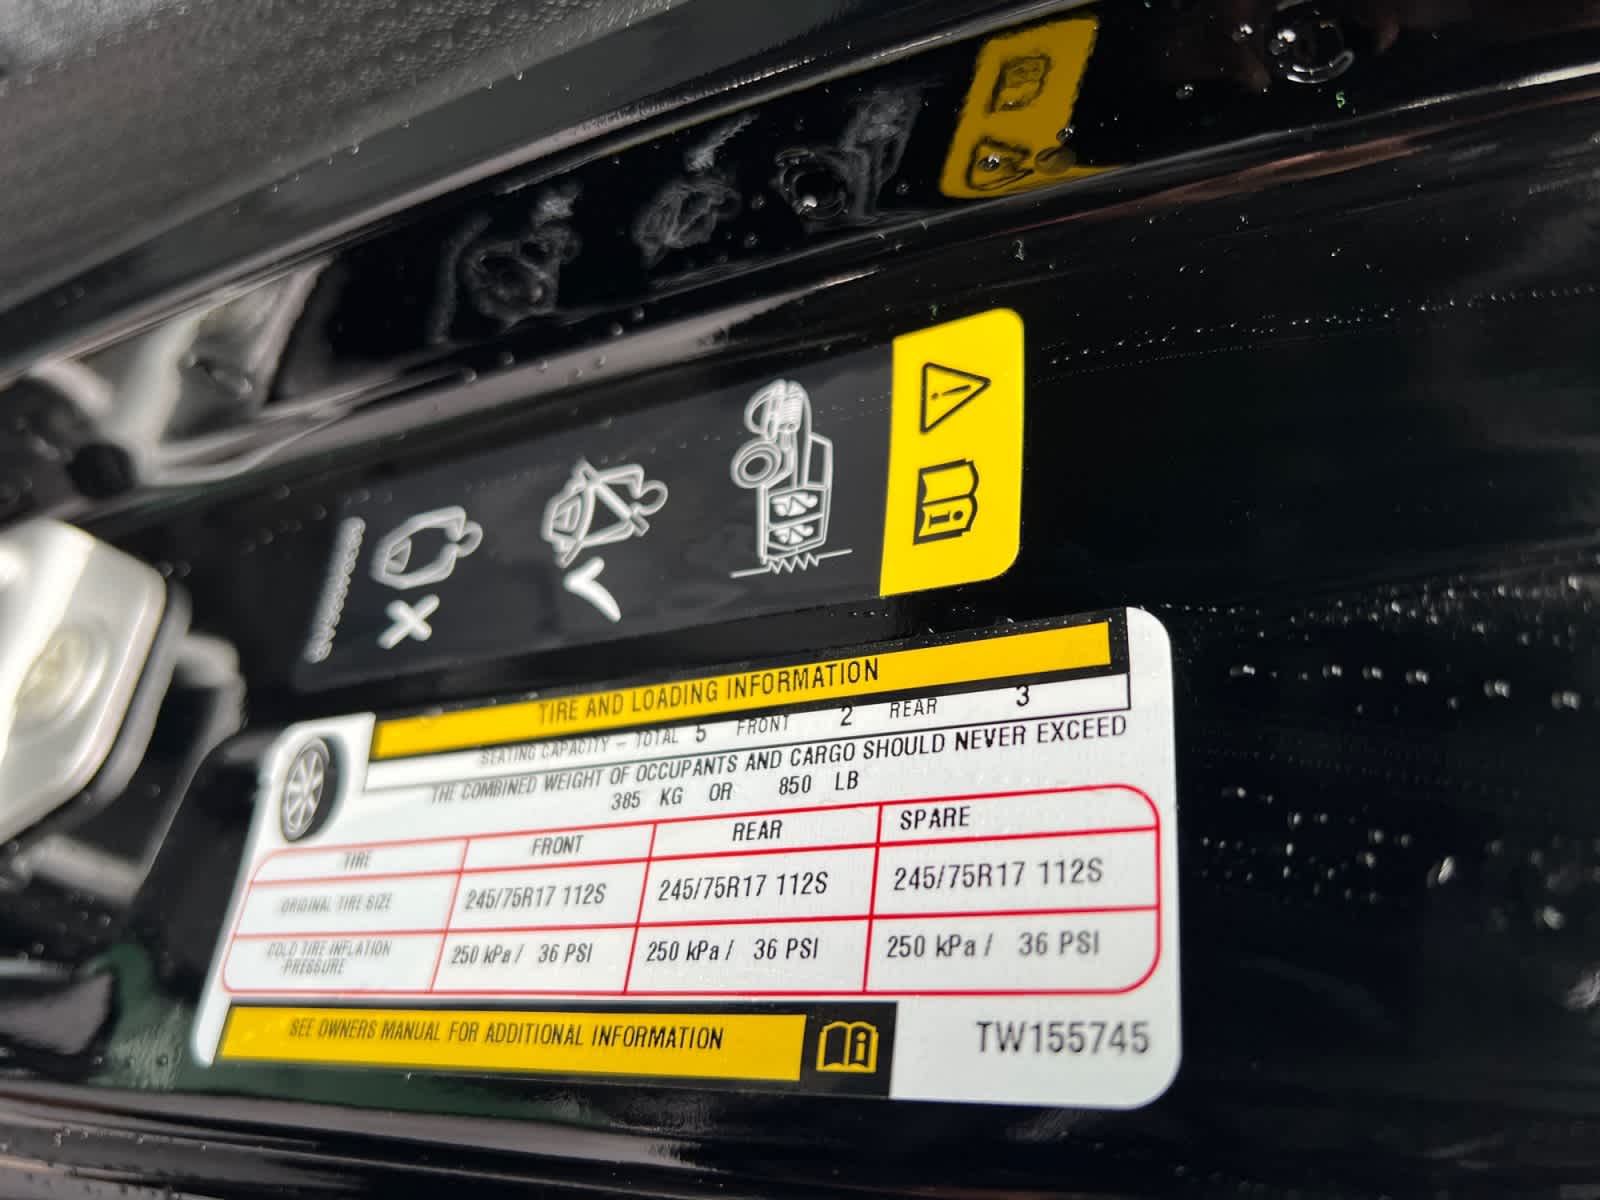 TIRE AND LOADING INFORMATION
SEATING CAPACITY – TOTAL 5 FRONT 2 REAR 3
THE COMBINED WEIGHT OF OCCUPANTS AND CARGO SHOULD NEVER EXCEED
385 KG OR 850 LB
TIRE FRONT REAR SPARE
ORIGINAL TIRE SIZE 245/75R17 112S 245/75R17 112S 245/75R17 112S
COLD TIRE INFLATION PRESSURE 250 kPa / 36 PSI 250 kPa / 36 PSI 250 kPa / 36 PSI
SEE OWNERS MANUAL FOR ADDITIONAL INFORMATION
TW155745